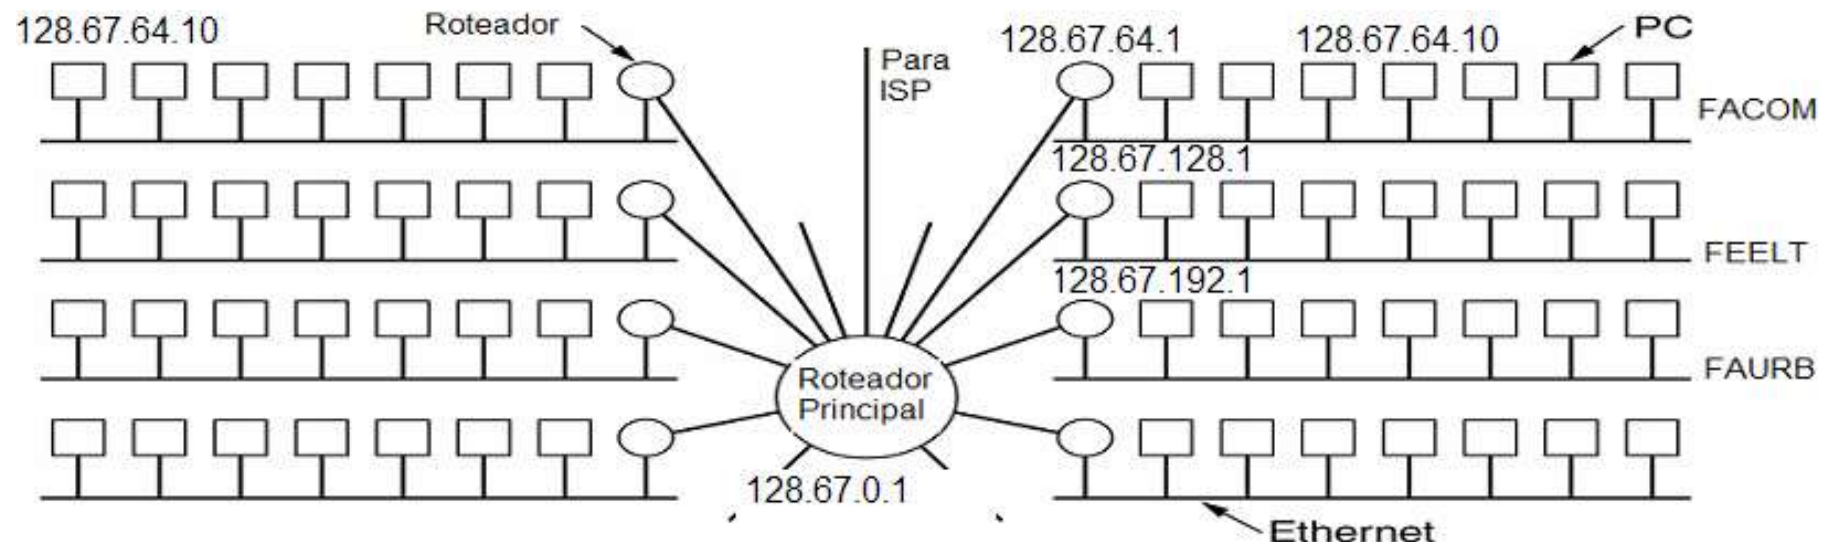 128.67.64.10
Roteador
Para
ISP
128.67.64.1
128.67.64.10
PC
FACOM
128.67.128.1
FEELT
128.67.192.1
FAURB
Roteador
Principal
128.67.0.1
Ethernet